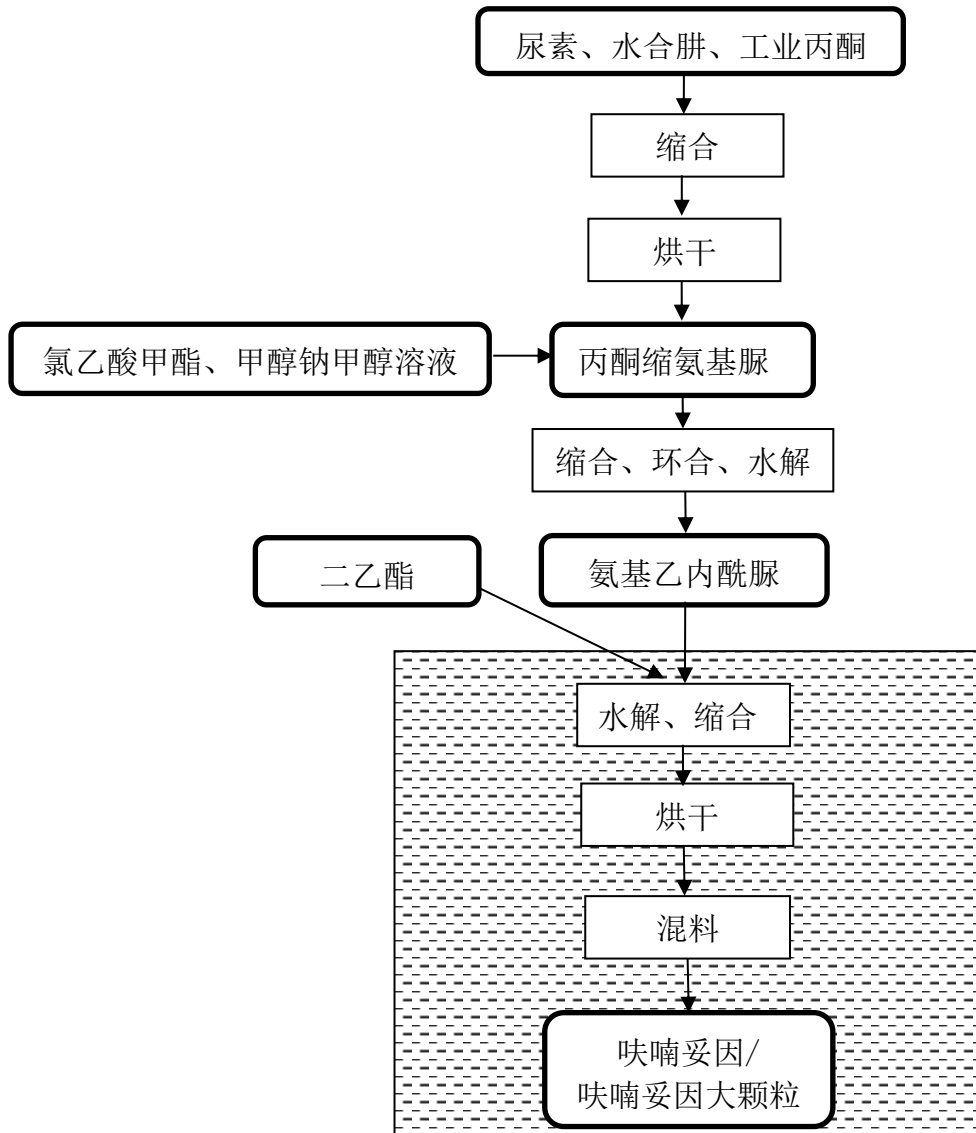 尿素、水合肼、工业丙酮
缩合
烘干
氯乙酸甲酯、甲醇钠甲醇溶液
丙酮缩氨基脲
缩合、环合、水解
二乙酯
氨基乙内酰脲
水解、缩合
烘干
混料
呋喃妥因/
呋喃妥因大颗粒